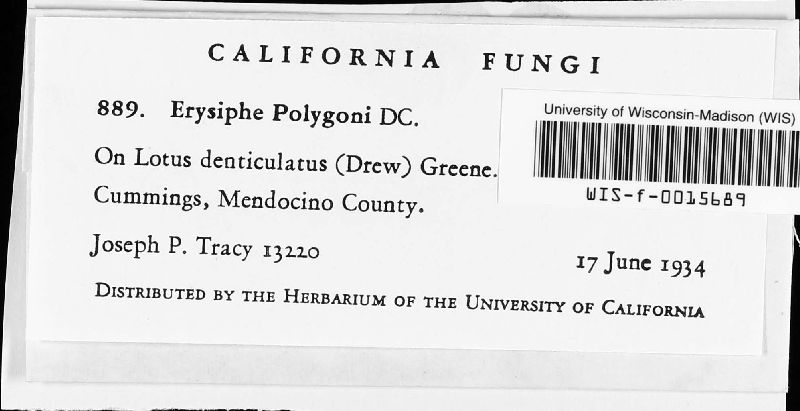 CALIFORNIA FUNGI
889. Erysiphe Polygoni DC.
University of Wisconsin-Madison (WIS)
WIS-f-0015689
On Lotus denticulatus (Drew) Greene.
Cummings, Mendocino County.
Joseph P. Tracy 13220
17 June 1934
DISTRIBUTED BY THE HERBARIUM OF THE UNIVERSITY OF CALIFORNIA